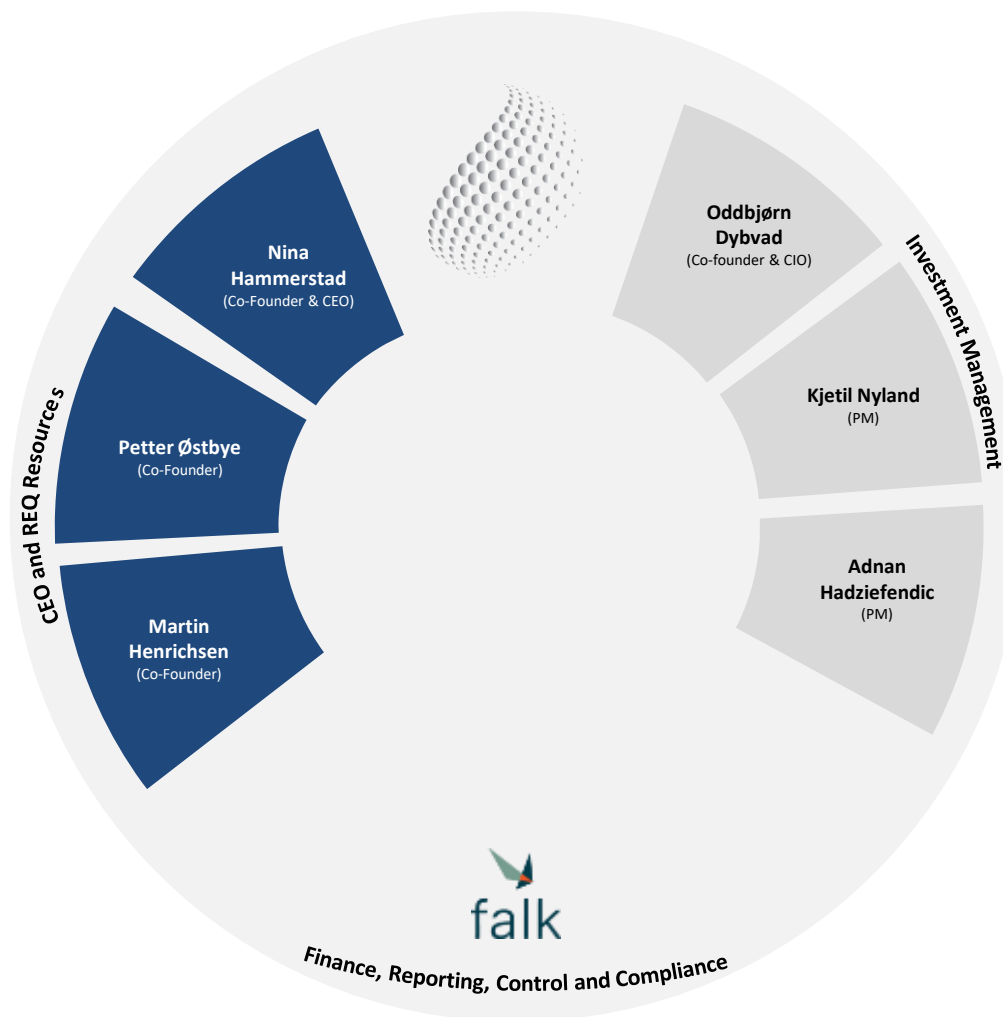 Nina
Hammerstad
(Co-Founder & CEO)
Petter Østbye
(Co-Founder)
Martin
Henrichsen
(Co-Founder)
CEO and REQ Resources
Oddbjørn
Dybvad
(Co-founder & CIO)
Kjetil Nyland
(PM)
Adnan
Hadziefendic
(PM)
Investment Management
falk
Finance, Reporting, Control and Compliance